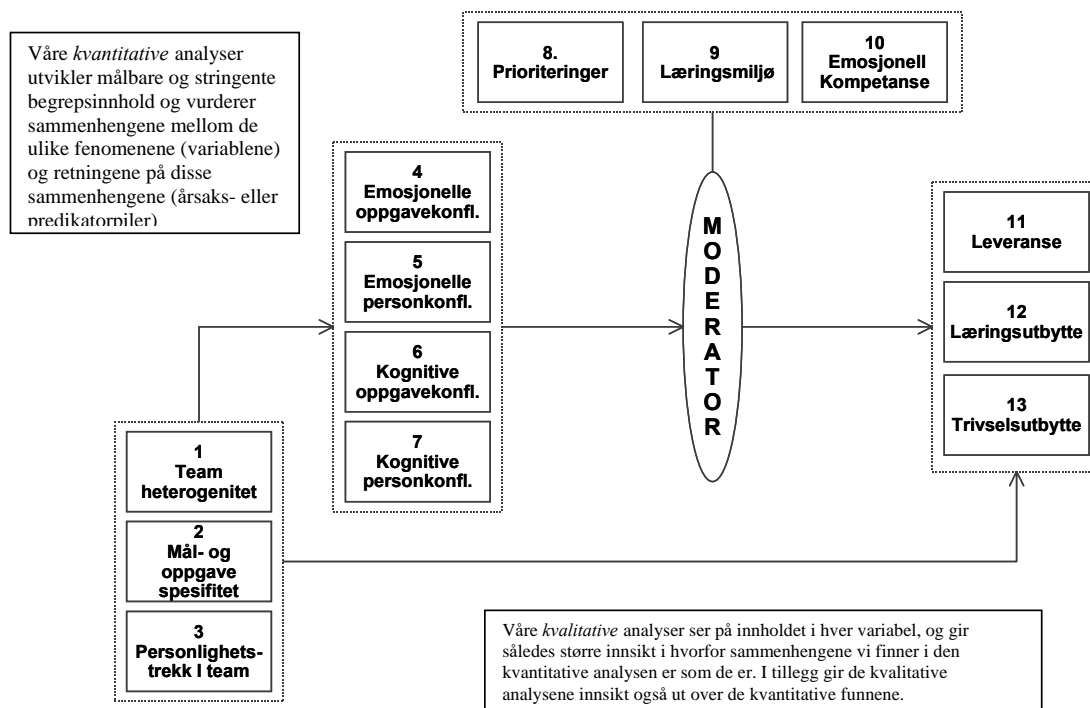 Våre kvantitative analyser
utvikler målbare og stringente
begrepsinnhold og vurderer
sammenhengene mellom de
ulike fenomenene (variablene)
og retningene på disse
sammenhengene (årsaks- eller
predikatorpiler)
8.
Prioriteringer
9
Læringsmiljø
10
Emosjonell
Kompetanse
4
Emosjonelle
oppgavekonfl.
5
Emosjonelle
personkonfl.
6
Kognitive
oppgavekonfl.
7
Kognitive
personkonfl.
MODERATOR
11
Leveranse
12
Læringsutbytte
13
Trivselsutbytte
1
Team
heterogenitet
2
Mål- og
oppgave
spesifitet
3
Personlighets-
trekk I team
Våre kvalitative analyser ser på innholdet i hver variabel, og gir
således større innsikt i hvorfor sammenhengene vi finner i den
kvantitative analysen er som de er. I tillegg gir de kvalitative
analysene innsikt også ut over de kvantitative funnene.